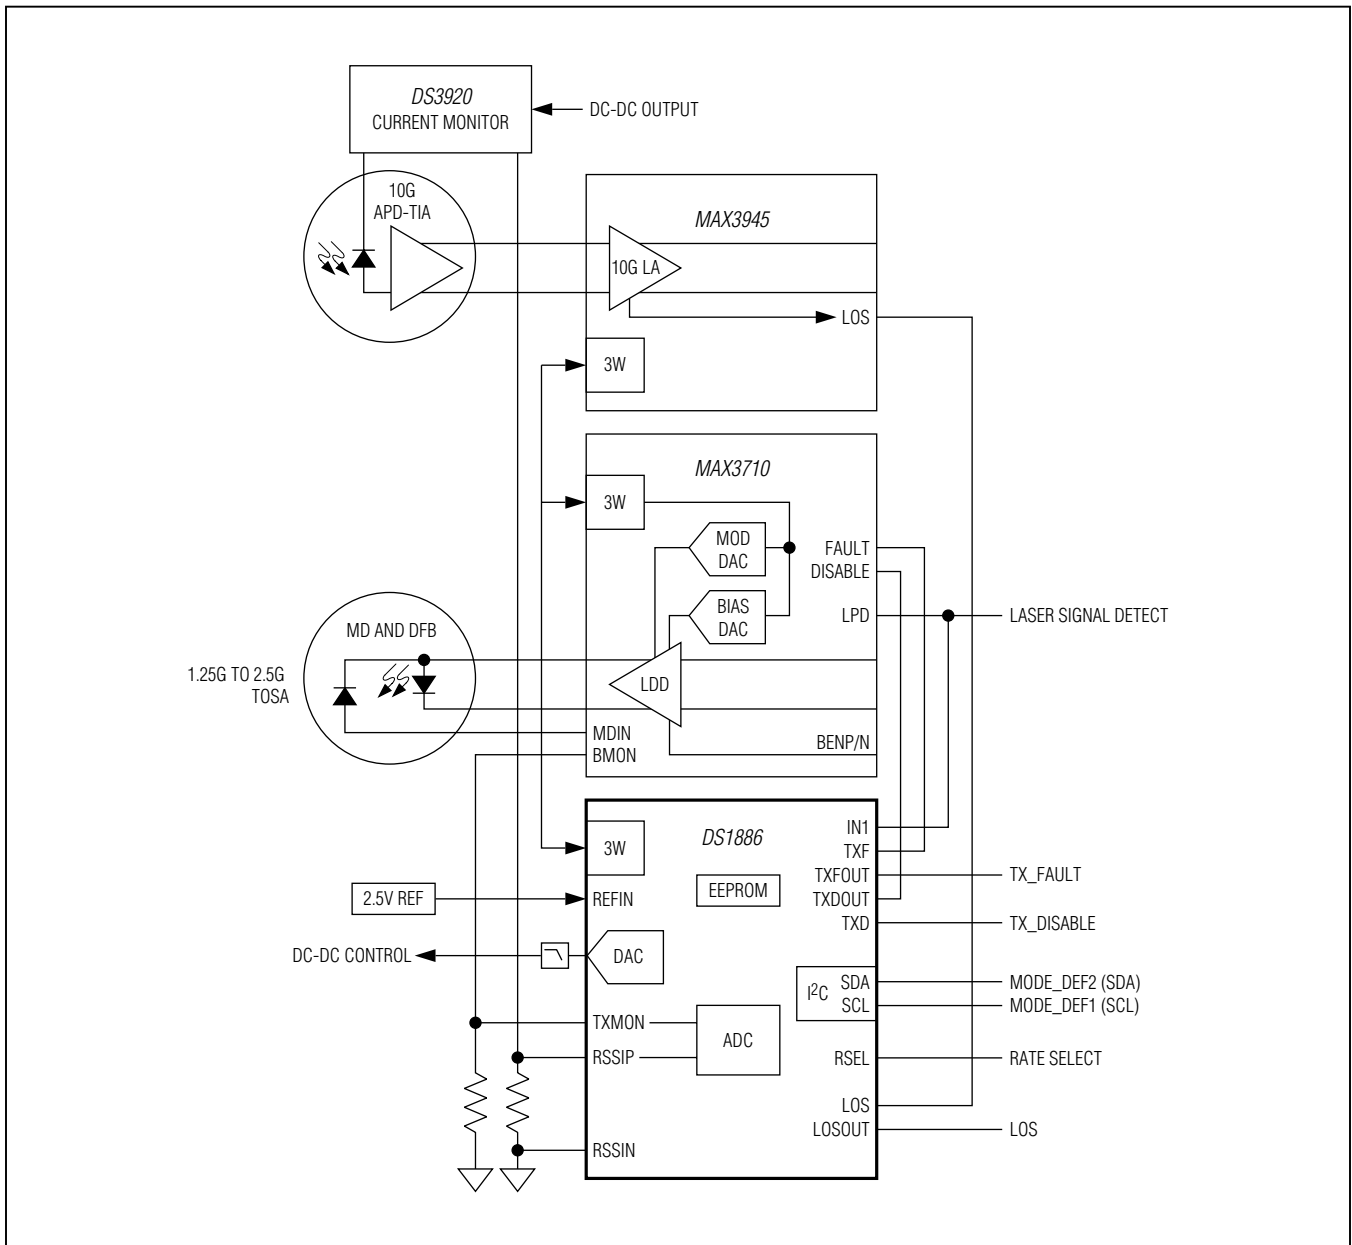 DS3920
CURRENT MONITOR
DC-DC OUTPUT
10G
APD-TIA
MAX3945
10G LA
LOS
3W
MAX3710
3W
MOD
DAC
FAULT
DISABLE
BIAS
DAC
LPD
LASER SIGNAL DETECT
MD AND DFB
1.25G TO 2.5G
TOSA
LDD
MDIN
BMON
BENP/N
DS1886
3W
IN1
TXF
EEPROM
TXFOUT
TX_FAULT
2.5V REF
REFIN
TXDOUT
TXD
TX_DISABLE
DC-DC CONTROL
DAC
I2C
SDA
MODE_DEF2 (SDA)
SCL
MODE_DEF1 (SCL)
TXMON
ADC
RSSIP
RSEL
RATE SELECT
LOS
LOSOUT
LOS
RSSIN